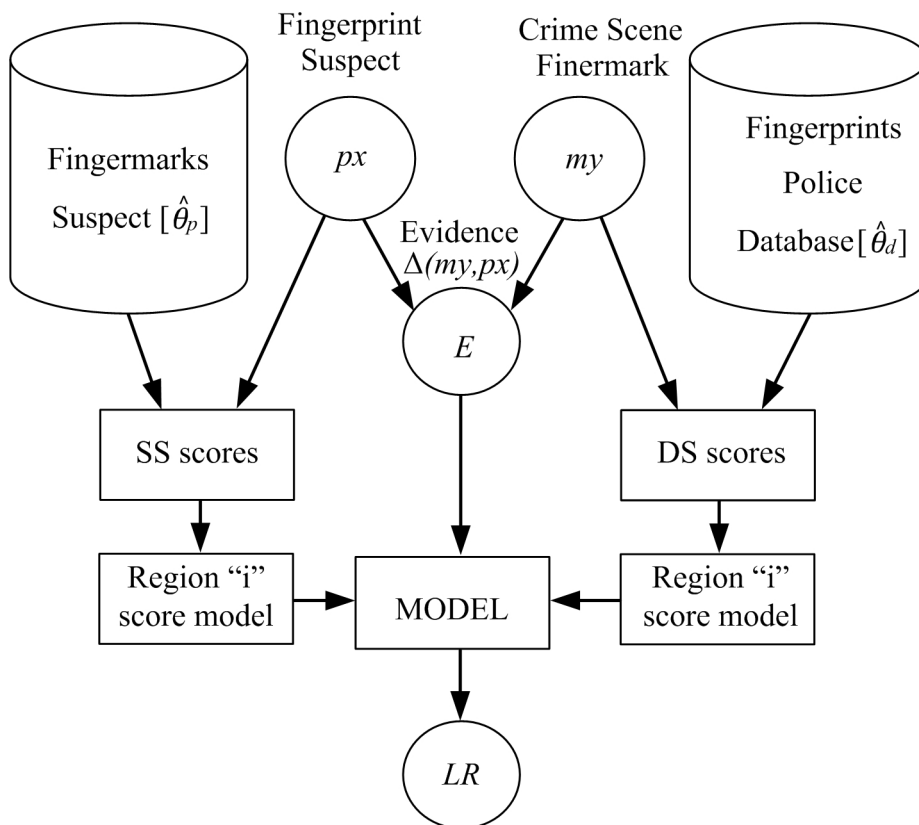 Fingerprint
Suspect
Crime Scene
Finermark
Fingermarks
Suspect [θ̂p]
px
my
Fingerprints
Police
Database[θ̂d]
Evidence
Δ(my,px)
E
SS scores
DS scores
Region “i”
score model
MODEL
Region “i”
score model
LR